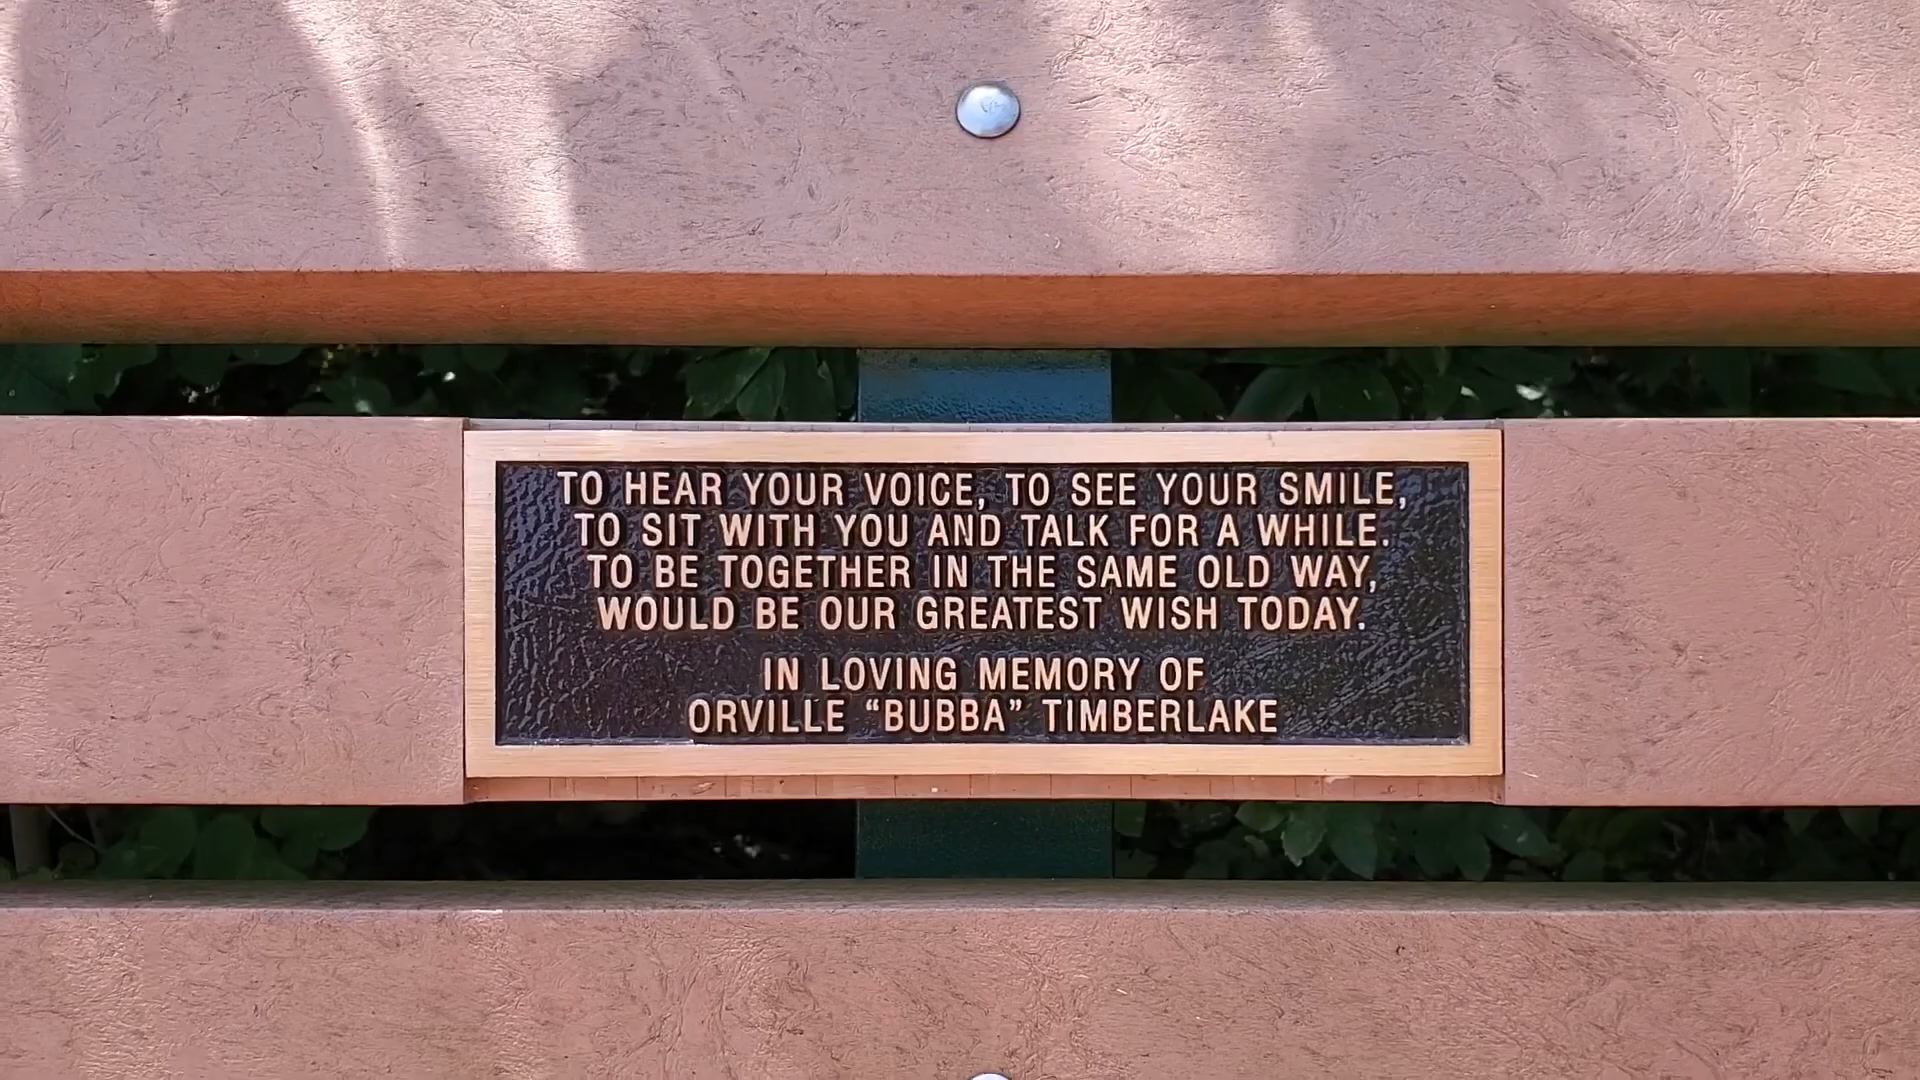 TO HEAR YOUR VOICE, TO SEE YOUR SMILE,
TO SIT WITH YOU AND TALK FOR A WHILE.
TO BE TOGETHER IN THE SAME OLD WAY,
WOULD BE OUR GREATEST WISH TODAY.
IN LOVING MEMORY OF
ORVILLE “BUBBA” TIMBERLAKE